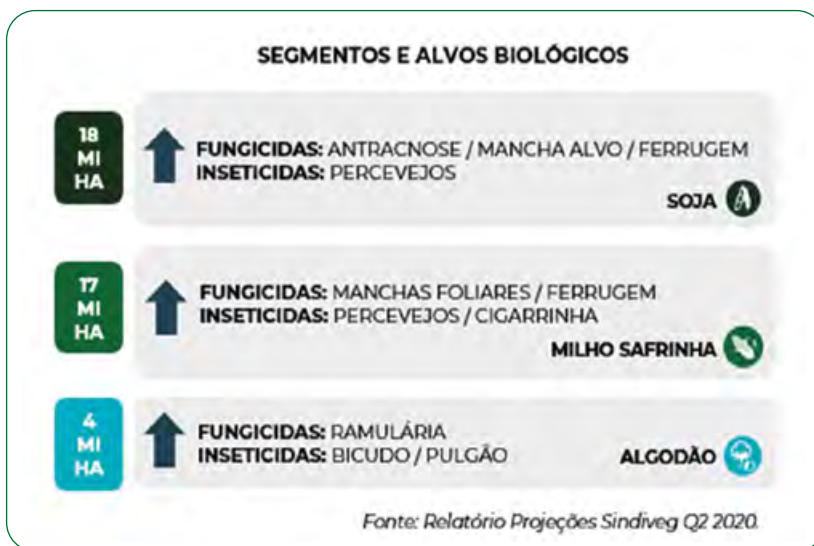 SEGMENTOS E ALVOS BIOLÓGICOS
18
MI
HA
FUNGICIDAS: ANTRACNOSE / MANCHA ALVO / FERRUGEM
INSETICIDAS: PERCEVEJOS
SOJA
17
MI
HA
FUNGICIDAS: MANCHAS FOLIARES / FERRUGEM
INSETICIDAS: PERCEVEJOS / CIGARRINHA
MILHO SAFRINHA
4
MI
HA
FUNGICIDAS: RAMULÁRIA
INSETICIDAS: BICUDO / PULGÃO
ALGODÃO
Fonte: Relatório Projeções Sindiveg Q2 2020.